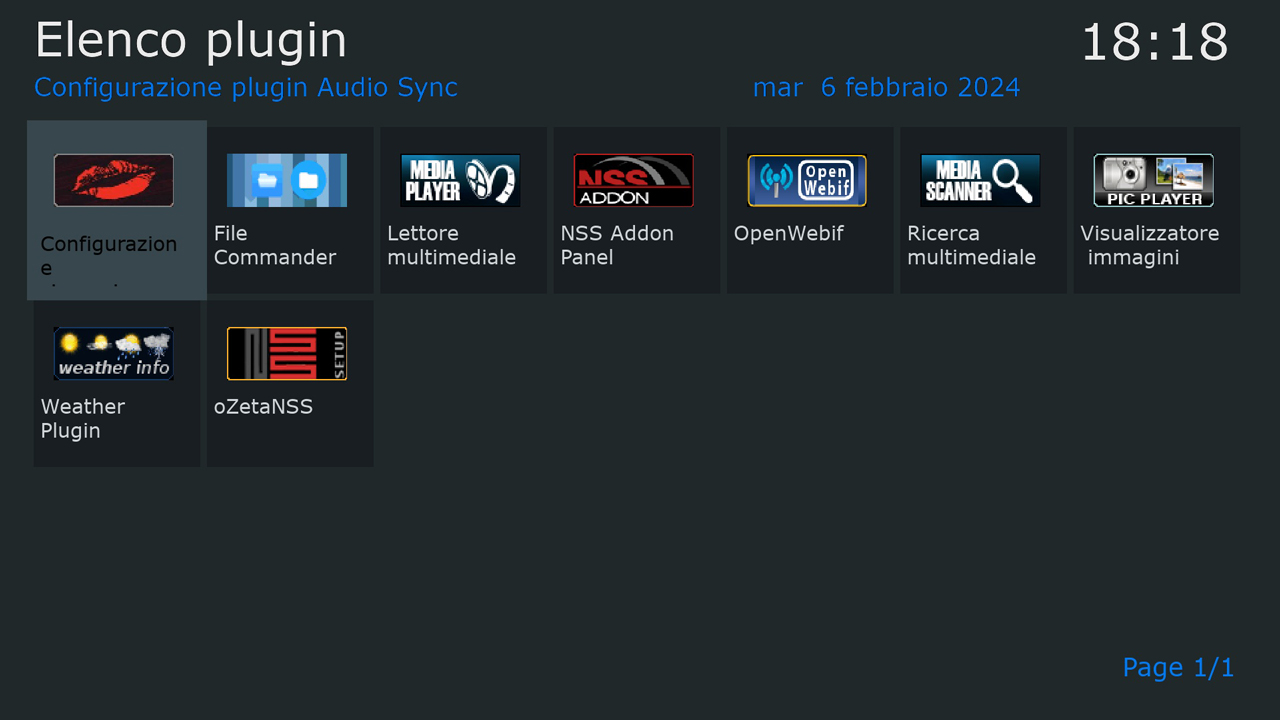 Elenco plugin
18:18
Configurazione plugin Audio Sync
mar 6 febbraio 2024
MEDIA
PLAYER
NSS
ADDON
Open
Webif
MEDIA
SCANNER
PIC PLAYER
Configurazion
e
File
Commander
Lettore
multimediale
NSS Addon
Panel
OpenWebif
Ricerca
multimediale
Visualizzatore
immagini
weather info
NSS
SETUP
Weather
Plugin
oZetaNSS
Page 1/1